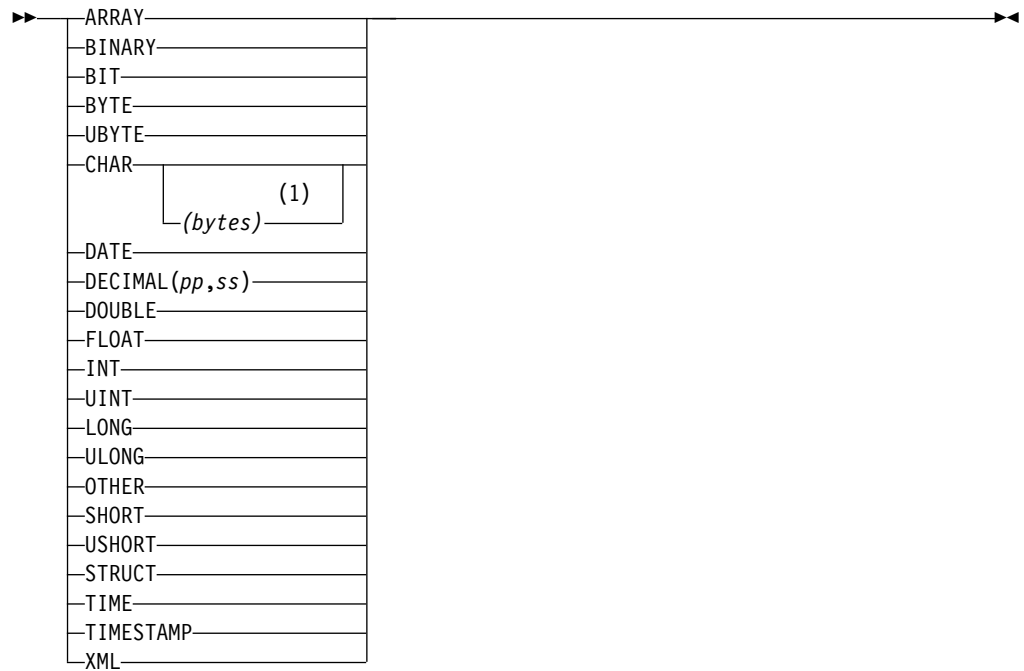 ARRAY
BINARY
BIT
BYTE
UBYTE
CHAR
(1)
(bytes)
DATE
DECIMAL(pp,ss)
DOUBLE
FLOAT
INT
UINT
LONG
ULONG
OTHER
SHORT
USHORT
STRUCT
TIME
TIMESTAMP
XML